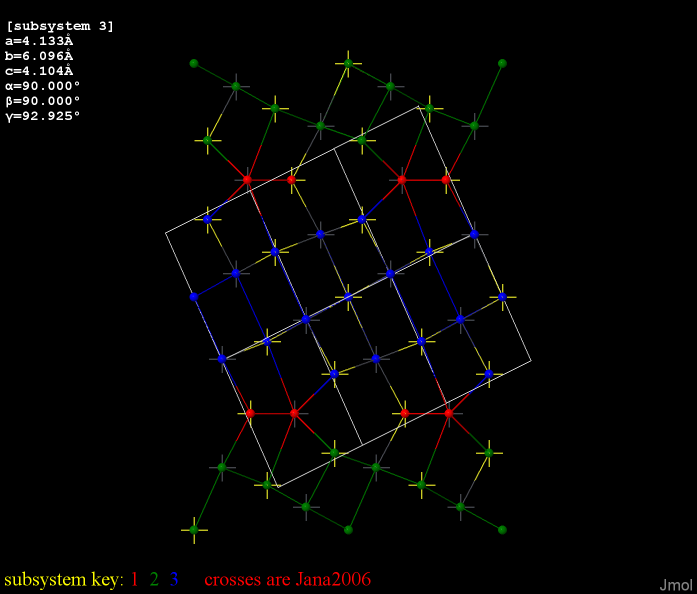 [subsystem 3]
a=4.133Å
b=6.096Å
c=4.104Å
α=90.000°
β=90.000°
γ=92.925°
subsystem key: 1 2 3 crosses are Jana2006
Jmol